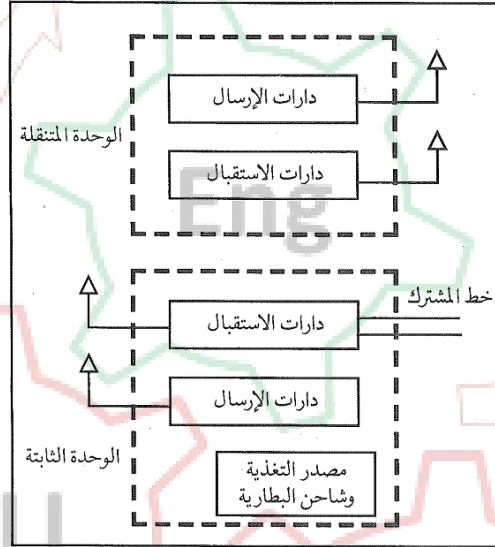 دارات الإرسال
الوحدة المتنقلة
دارات الاستقبال
Eng
خط المشترك
دارات الاستقبال
دارات الإرسال
الوحدة الثابتة
مصدر التغذية
وشاحن البطارية